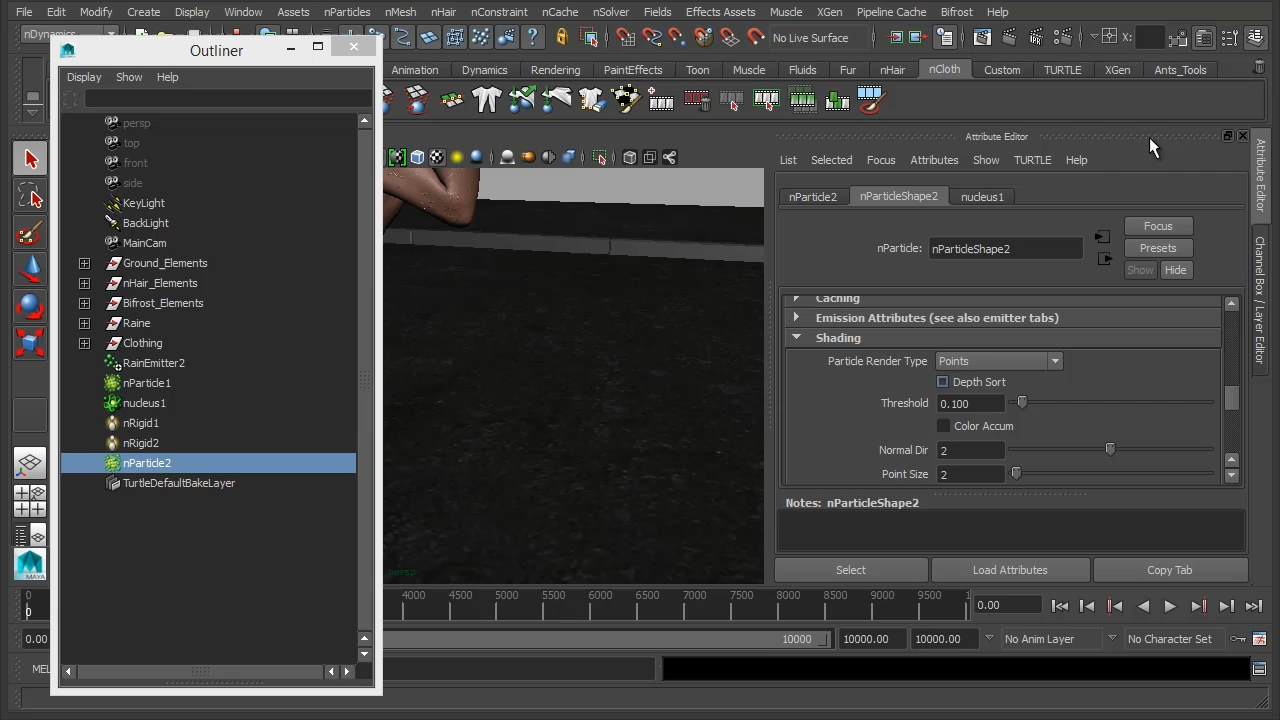 File Edit Modify Create Display Window Assets nParticles nMesh nHair nConstraint nCache nSolver Fields Effects Assets Muscle XGen Pipeline Cache Bifrost Help
nDynamics No Live Surface X:
Outliner
Animation Dynamics Rendering PaintEffects Toon Muscle Fluids Fur nHair nCloth Custom TURTLE XGen Ants_Tools
Display Show Help
persp
top
front
side
KeyLight
BackLight
MainCam
Ground_Elements
nHair_Elements
Bifrost_Elements
Raine
Clothing
RainEmitter2
nParticle1
nucleus1
nRigid1
nRigid2
nParticle2
TurtleDefaultBakeLayer
persp
Attribute Editor
List Selected Focus Attributes Show TURTLE Help
nParticle2 nParticleShape2 nucleus1
Focus
nParticle: nParticleShape2 Presets
Show Hide
Caching
Emission Attributes (see also emitter tabs)
Shading
Particle Render Type Points
Depth Sort
Threshold 0.100
Color Accum
Normal Dir 2
Point Size 2
Notes: nParticleShape2
Select Load Attributes Copy Tab
Attribute Editor
Channel Box / Layer Editor
MAYA
0 4000 4500 5000 5500 6000 6500 7000 7500 8000 8500 9000 9500 1
0 0.00
0.00 10000 10000.00 10000.00 No Anim Layer No Character Set
MEL